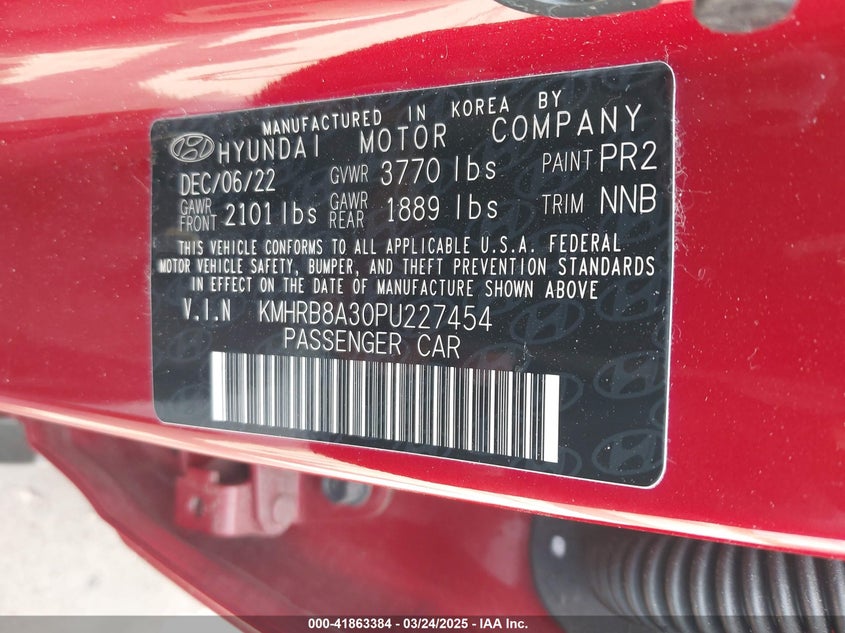 MANUFACTURED IN KOREA BY
HYUNDAI MOTOR COMPANY
DEC/06/22 GVWR 3770 lbs PAINT PR2
GAWR FRONT 2101 lbs GAWR REAR 1889 lbs TRIM NNB
THIS VEHICLE CONFORMS TO ALL APPLICABLE U.S.A. FEDERAL
MOTOR VEHICLE SAFETY, BUMPER, AND THEFT PREVENTION STANDARDS
IN EFFECT ON THE DATE OF MANUFACTURE SHOWN ABOVE
V.I.N KMHRB8A30PU227454
PASSENGER CAR
000-41863384 - 03/24/2025 - IAA Inc.